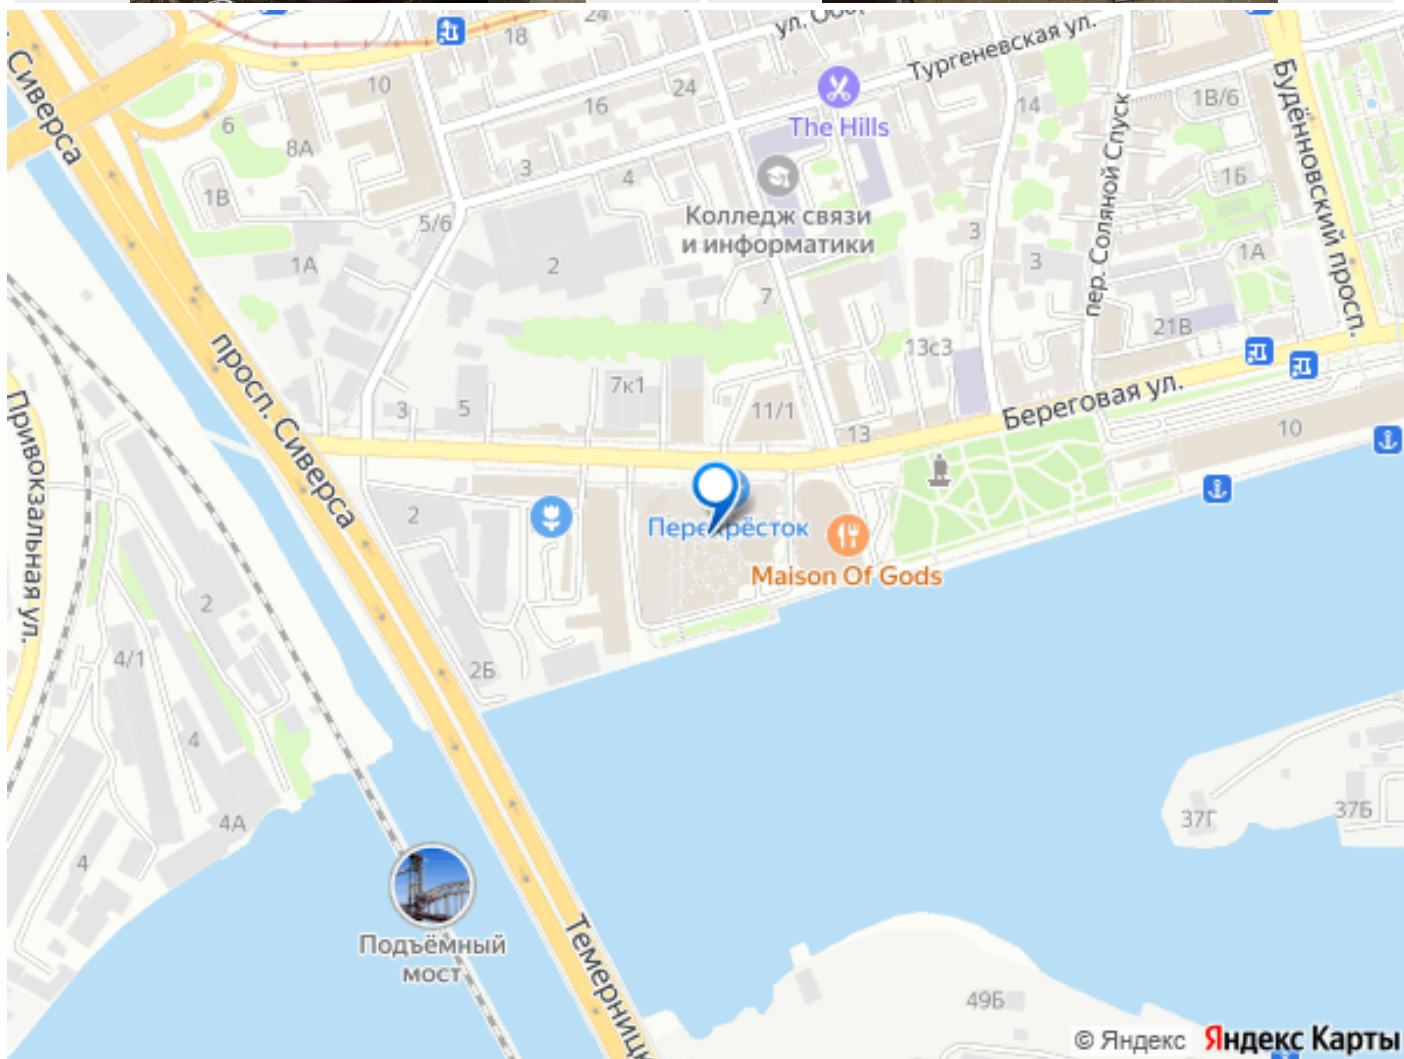 24
18
ул. Обо
Тургеневская ул.
Сиверса
10
16
24
14
1В/6
Будённовский просп.
The Hills
6
8А
3
4
1В
1Б
пер. Соляной Спуск
Колледж связи
и информатики
5/6
3
3
1А
1А
2
7
21В
13с3
просп. Сиверса
7к1
Привокзальная ул.
3
5
11/1
Береговая ул.
13
10
2
Перекрёсток
Maison Of Gods
2
4/1
2Б
4
37Г
37Б
4А
4
Подъёмный
мост
Темерниц
49Б
© Яндекс Яндекс Карты